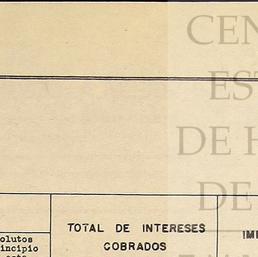 CEN
ES
DE H
DE
TOTAL DE INTERESES
COBRADOS
IM
olutos
incipio